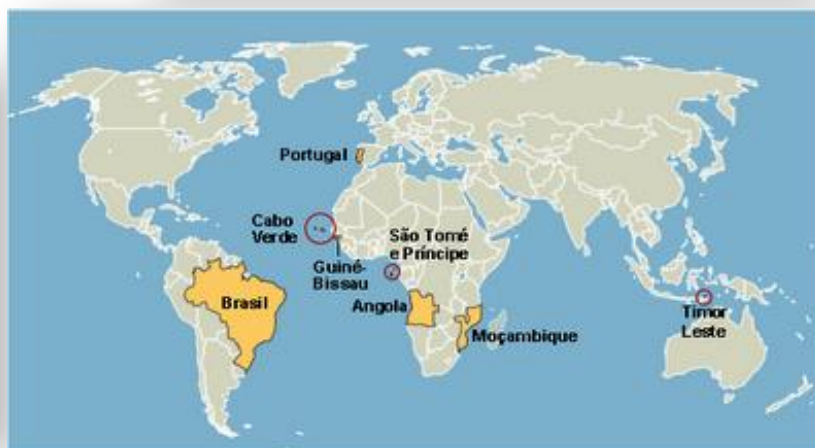 Portugal
Cabo
Verde
São Tomé
e Príncipe
Guiné-
Bissau
Brasil
Angola
Moçambique
Timor
Leste